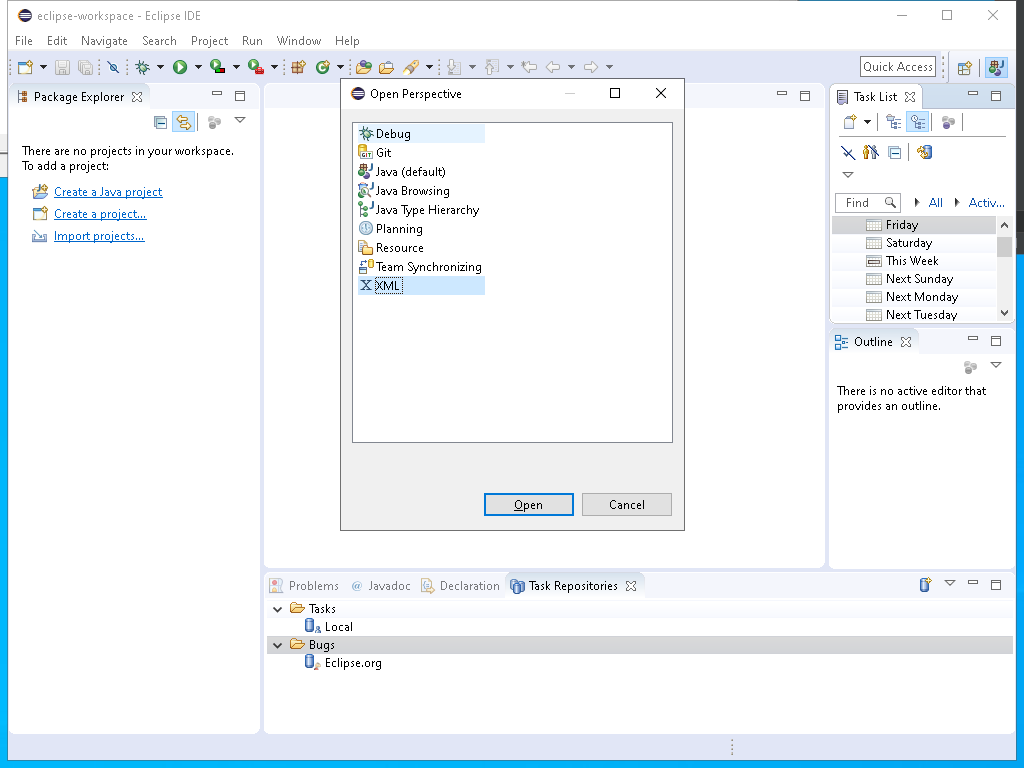 eclipse-workspace - Eclipse IDE
File Edit Navigate Search Project Run Window Help
Quick Access
Package Explorer
There are no projects in your workspace.
To add a project:
Create a Java project
Create a project...
Import projects...
Open Perspective
Debug
GIT
Git
Java (default)
Java Browsing
Java Type Hierarchy
Planning
Resource
Team Synchronizing
X XML
Open Cancel
Task List
Find All Activ...
Friday
Saturday
This Week
Next Sunday
Next Monday
Next Tuesday
Outline
There is no active editor that
provides an outline.
Problems @ Javadoc Declaration Task Repositories
Tasks
Local
Bugs
Eclipse.org